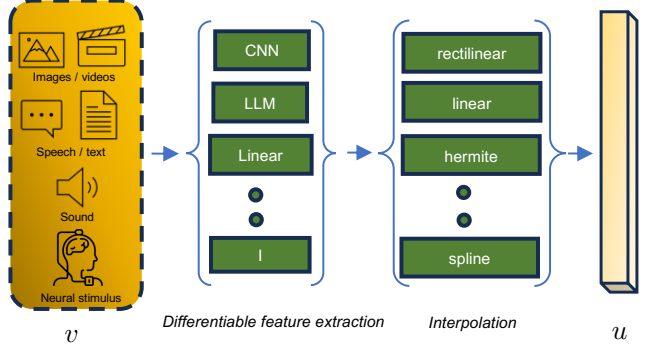 Images / videos
Speech / text
Sound
Neural stimulus
v
CNN
LLM
Linear
I
Differentiable feature extraction
rectilinear
linear
hermite
spline
Interpolation
u